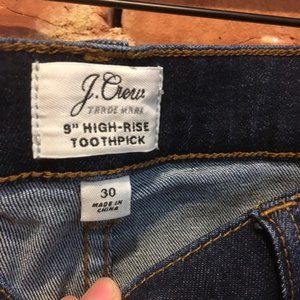 J.Crew
TRADE MARK
9" HIGH-RISE
TOOTHPICK
30
MADE IN
CHINA